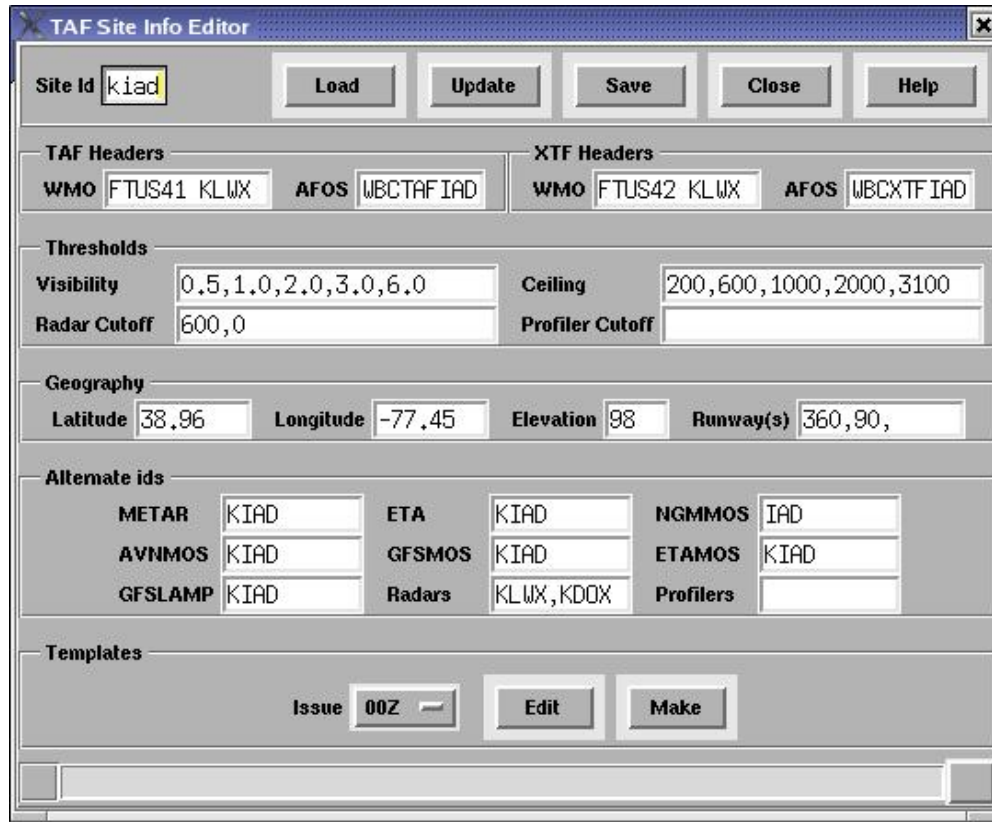 TAF Site Info Editor
Site Id kiad Load Update Save Close Help
TAF Headers XTF Headers
WMO FTUS41 KLWX AFOS WBCTAFIAD WMO FTUS42 KLWX AFOS WBCXTFIAD
Thresholds
Visibility 0.5,1.0,2.0,3.0,6.0 Ceiling 200,600,1000,2000,3100
Radar Cutoff 600,0 Profiler Cutoff
Geography
Latitude 38.96 Longitude -77.45 Elevation 98 Runway(s) 360,90,
Alternate ids
METAR KIAD ETA KIAD NGMMOS IAD
AVNMOS KIAD GFSMOS KIAD ETAMOS KIAD
GFSLAMP KIAD Radars KLWX,KDOX Profilers
Templates
Issue 00Z Edit Make